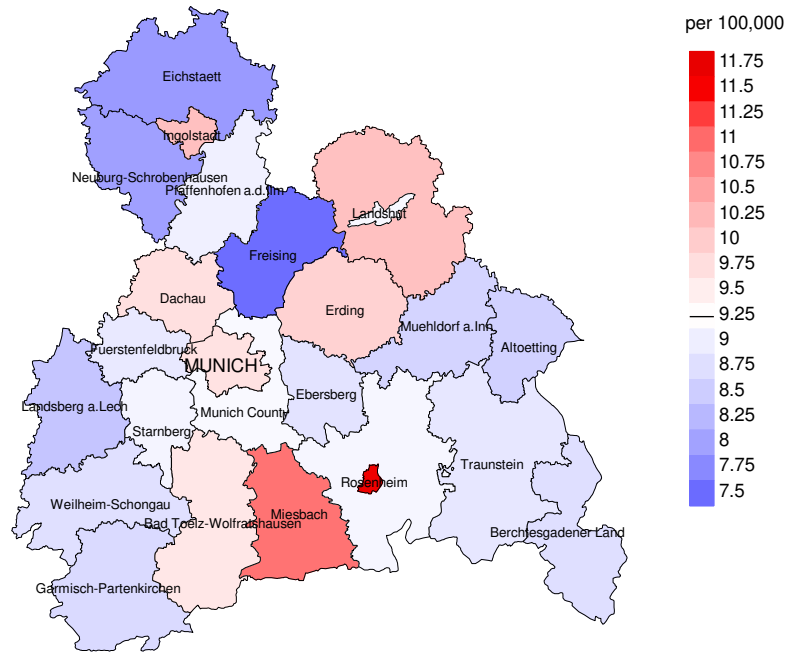 per 100,000
11.75
11.5
11.25
11
10.75
10.5
10.25
10
9.75
9.5
9.25
9
8.75
8.5
8.25
8
7.75
7.5
Eichstaett
Ingolstadt
Neuburg-Schrobenhausen
Pfaffenhofen a.d.Ilm
Landshut
Freising
Dachau
Erding
Muehldorf a.Inn
Altoetting
Fuerstenfeldbruck
MUNICH
Ebersberg
Landsberg a.Lech
Munich County
Starnberg
Traunstein
Rosenheim
Weilheim-Schongau
Miesbach
Bad Toelz-Wolfratshausen
Berchtesgadener Land
Garmisch-Partenkirchen